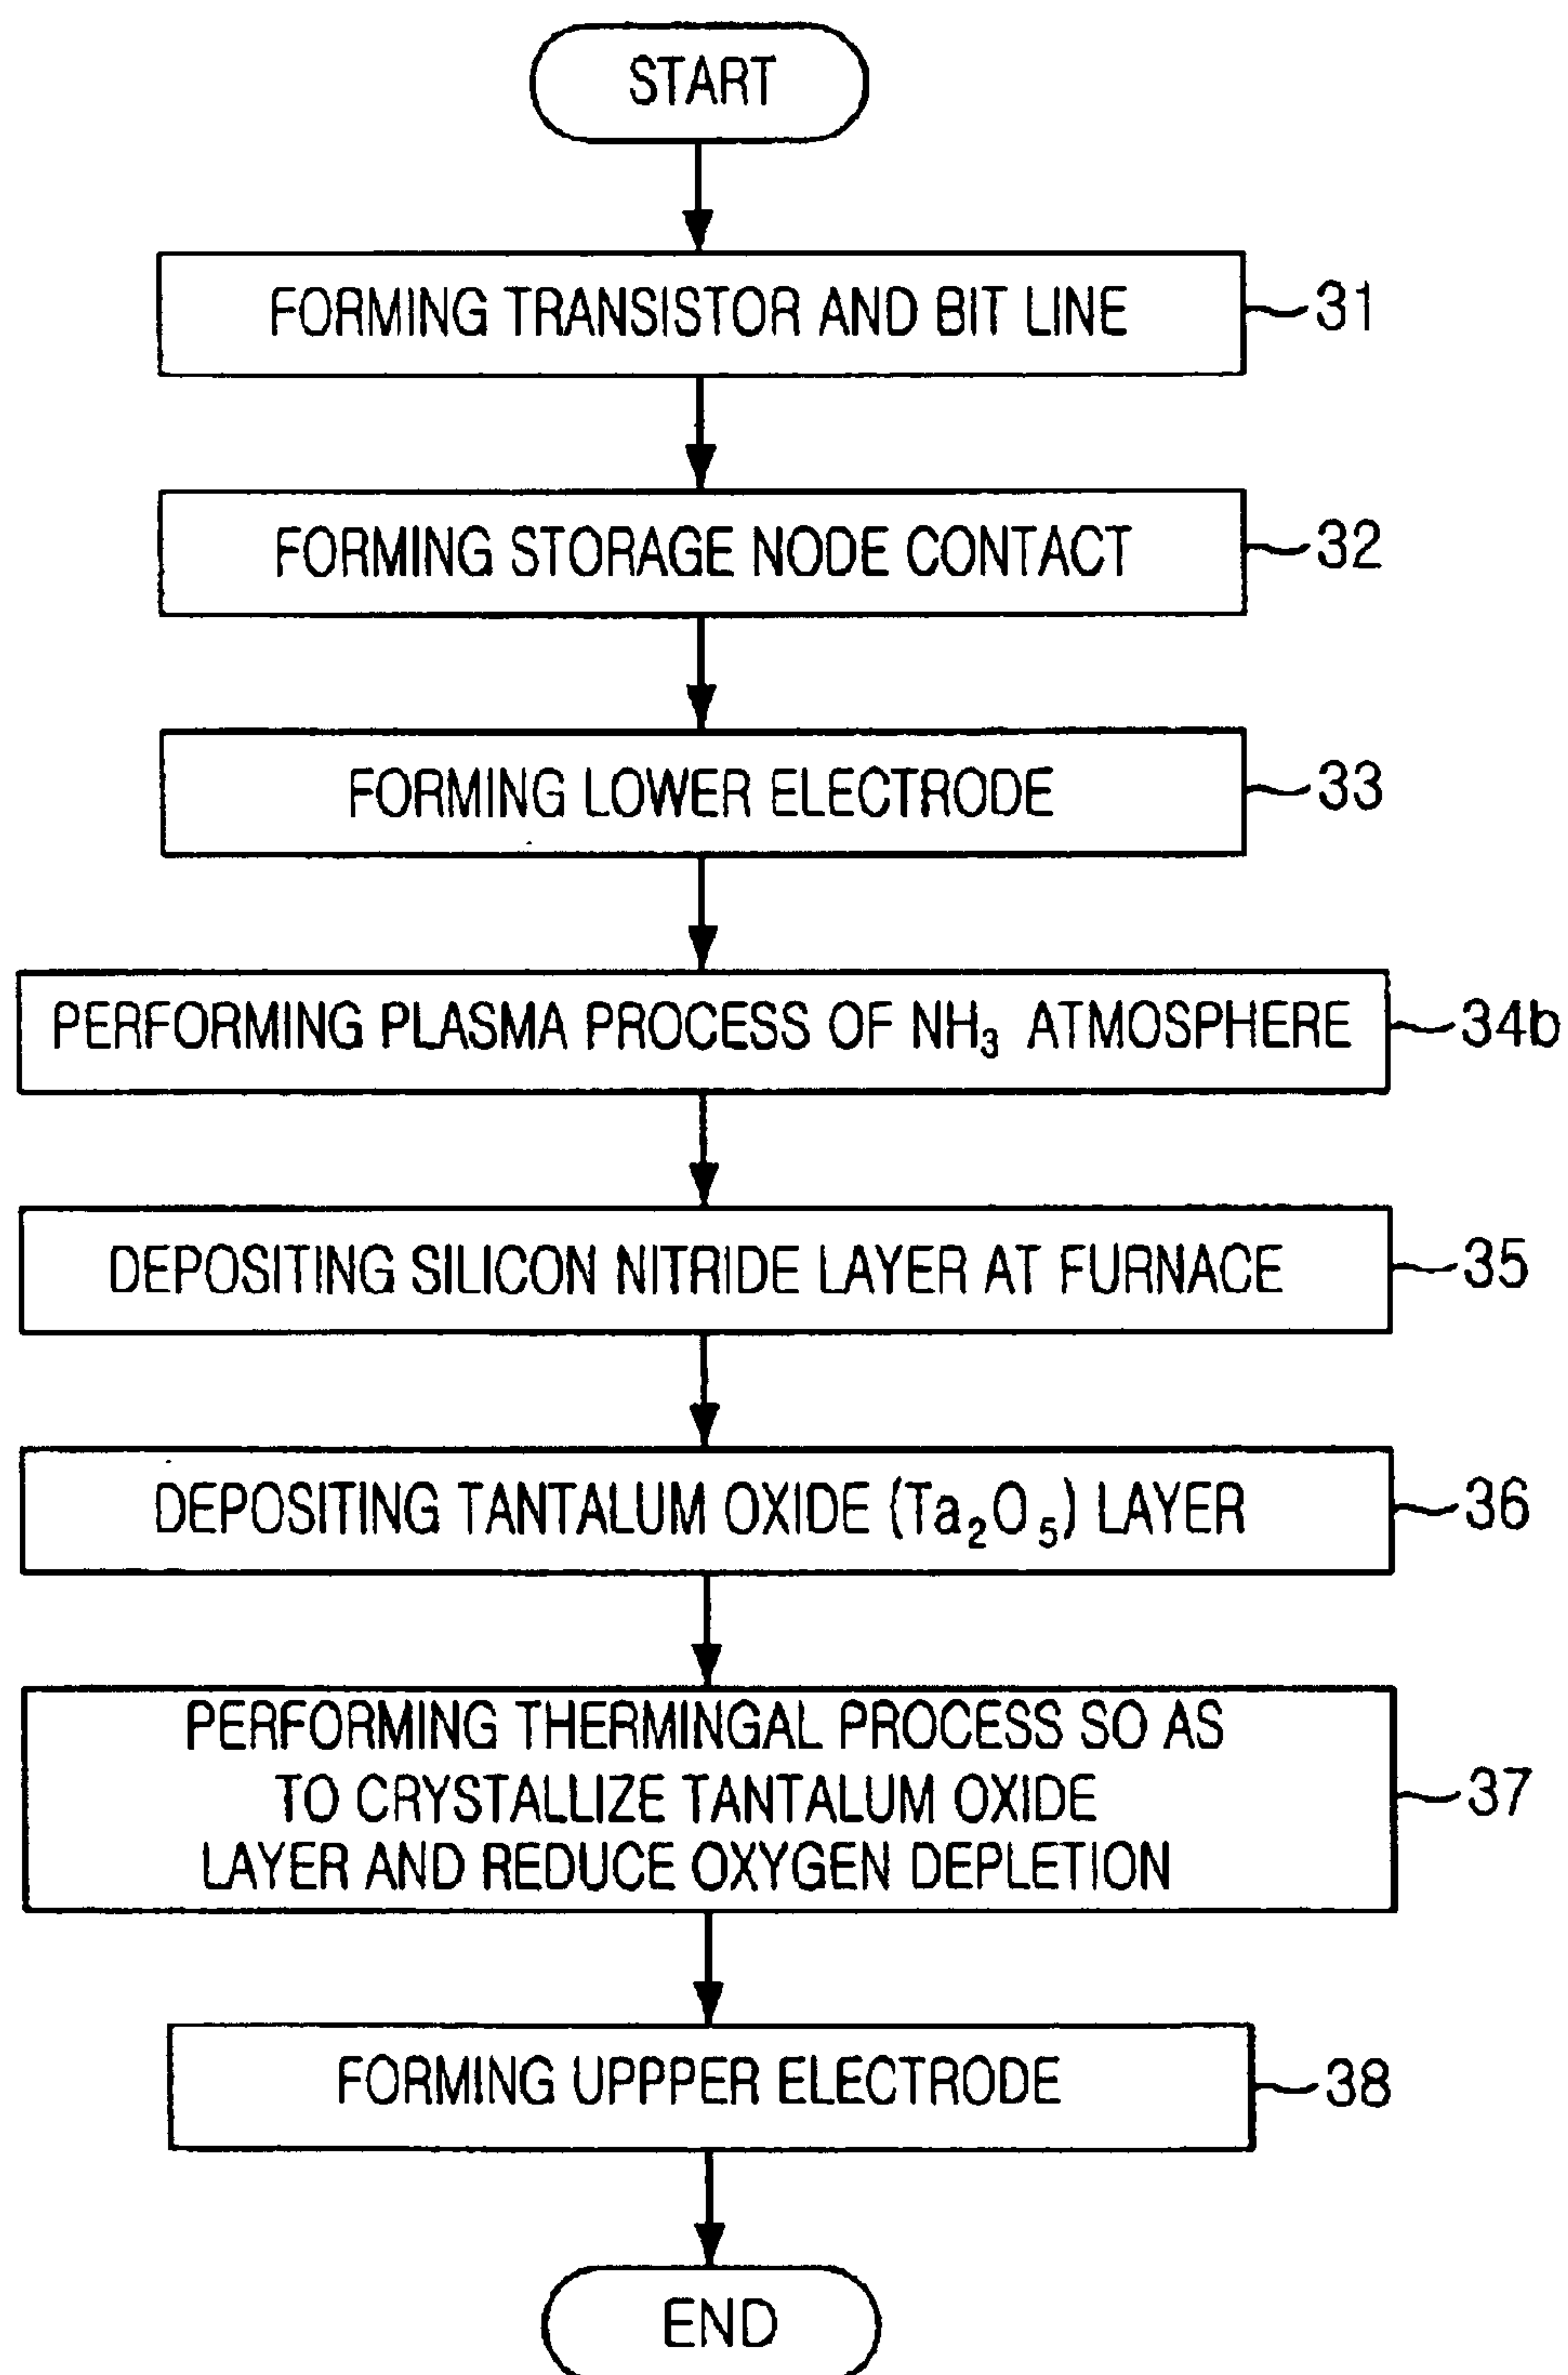 START
FORMING TRANSISTOR AND BIT LINE
31
FORMING STORAGE NODE CONTACT
32
FORMING LOWER ELECTRODE
33
PERFORMING PLASMA PROCESS OF NH₃ ATMOSPHERE
34b
DEPOSITING SILICON NITRIDE LAYER AT FURNACE
35
DEPOSITING TANTALUM OXIDE (Ta₂O₅) LAYER
36
PERFORMING THERMINGAL PROCESS SO AS
TO CRYSTALLIZE TANTALUM OXIDE
LAYER AND REDUCE OXYGEN DEPLETION
37
FORMING UPPPER ELECTRODE
38
END